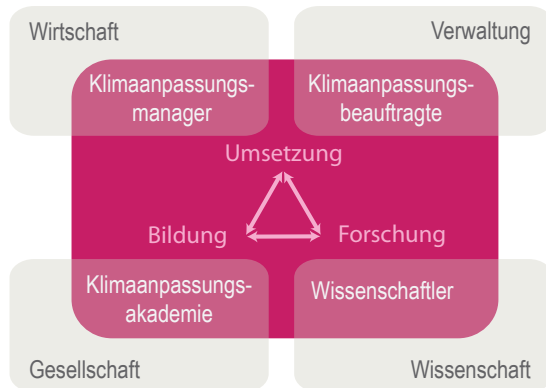 Wirtschaft
Verwaltung
Klimaanpassungs-
manager
Klimaanpassungs-
beauftragte
Umsetzung
Bildung
Forschung
Klimaanpassungs-
akademie
Wissenschaftler
Gesellschaft
Wissenschaft